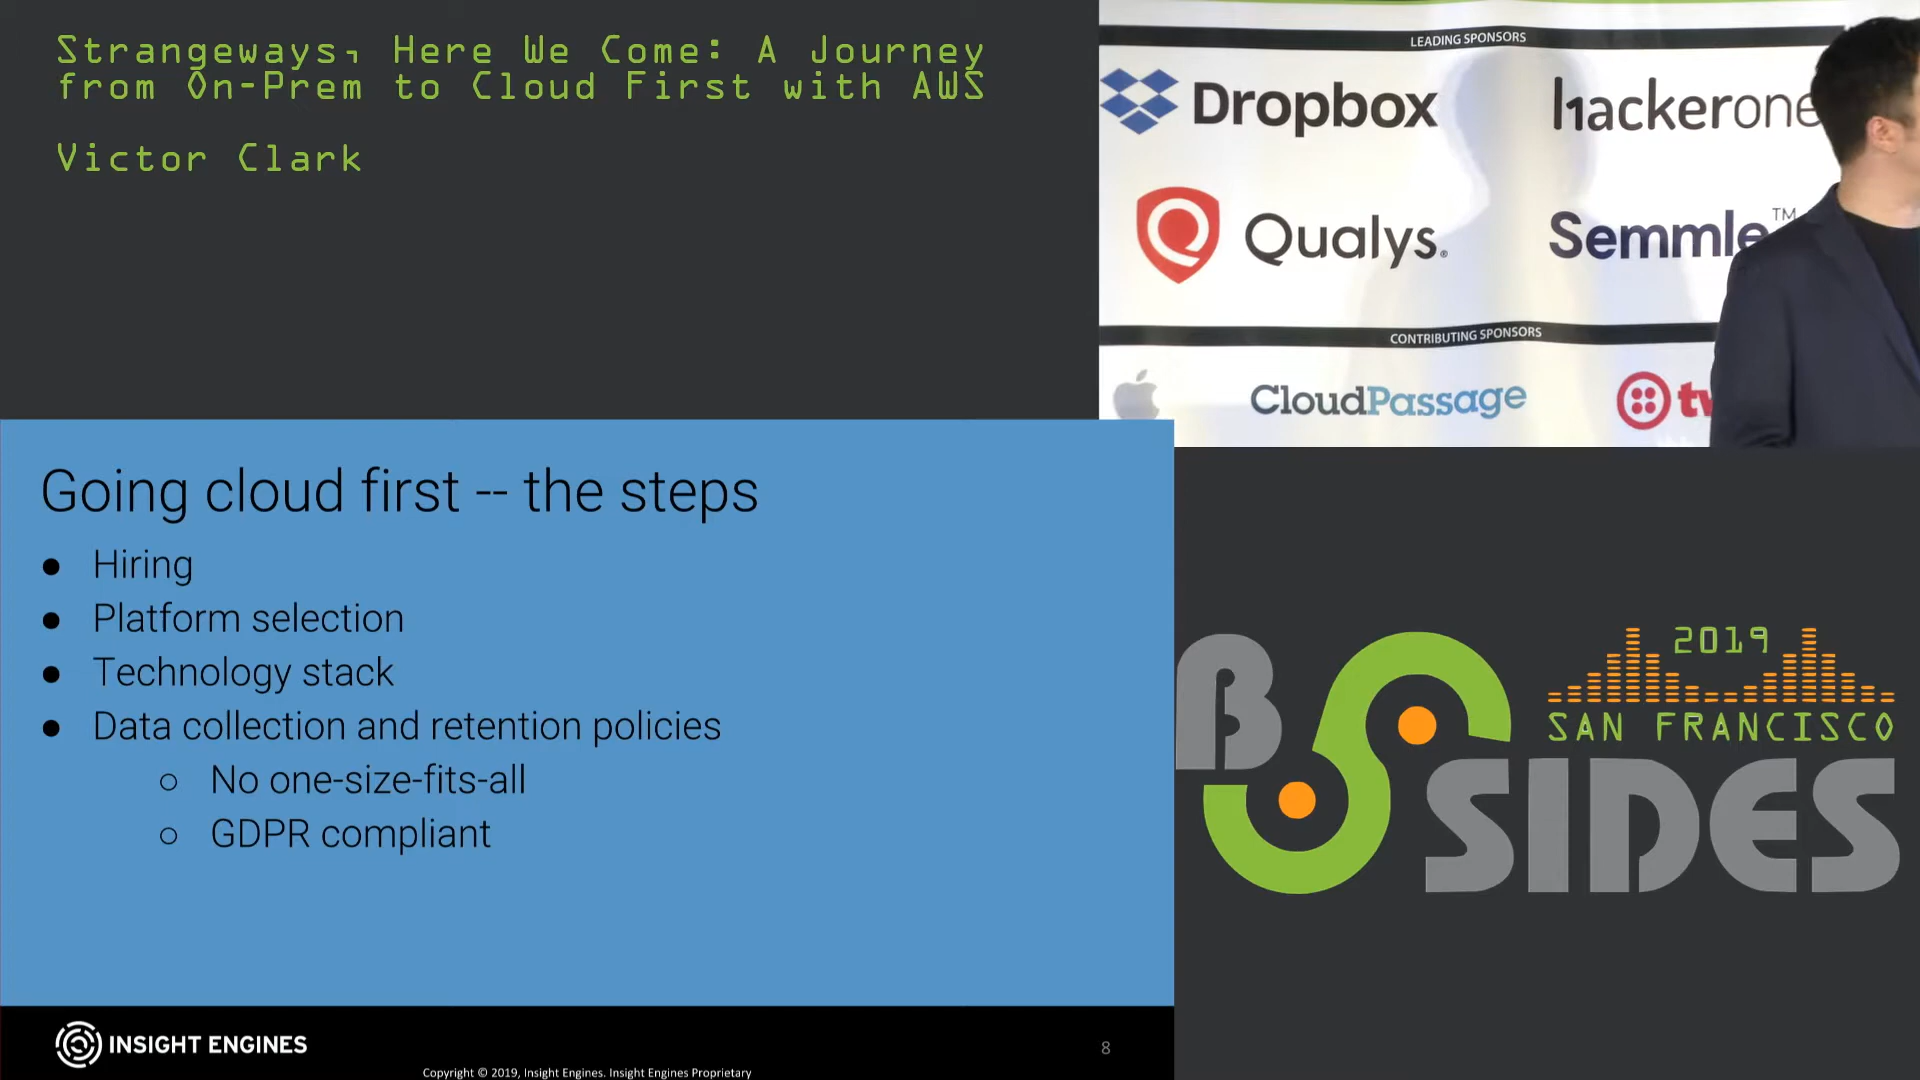 Strangeways, Here We Come: A Journey
from On-Prem to Cloud First with AWS
Victor Clark
LEADING SPONSORS
Dropbox
hackerone
Qualys.
Semmle™
CONTRIBUTING SPONSORS
CloudPassage
tw
Going cloud first -- the steps
● Hiring
● Platform selection
● Technology stack
● Data collection and retention policies
○ No one-size-fits-all
○ GDPR compliant
2019
SAN FRANCISCO
B SIDES
INSIGHT ENGINES
8
Copyright © 2019, Insight Engines. Insight Engines Proprietary